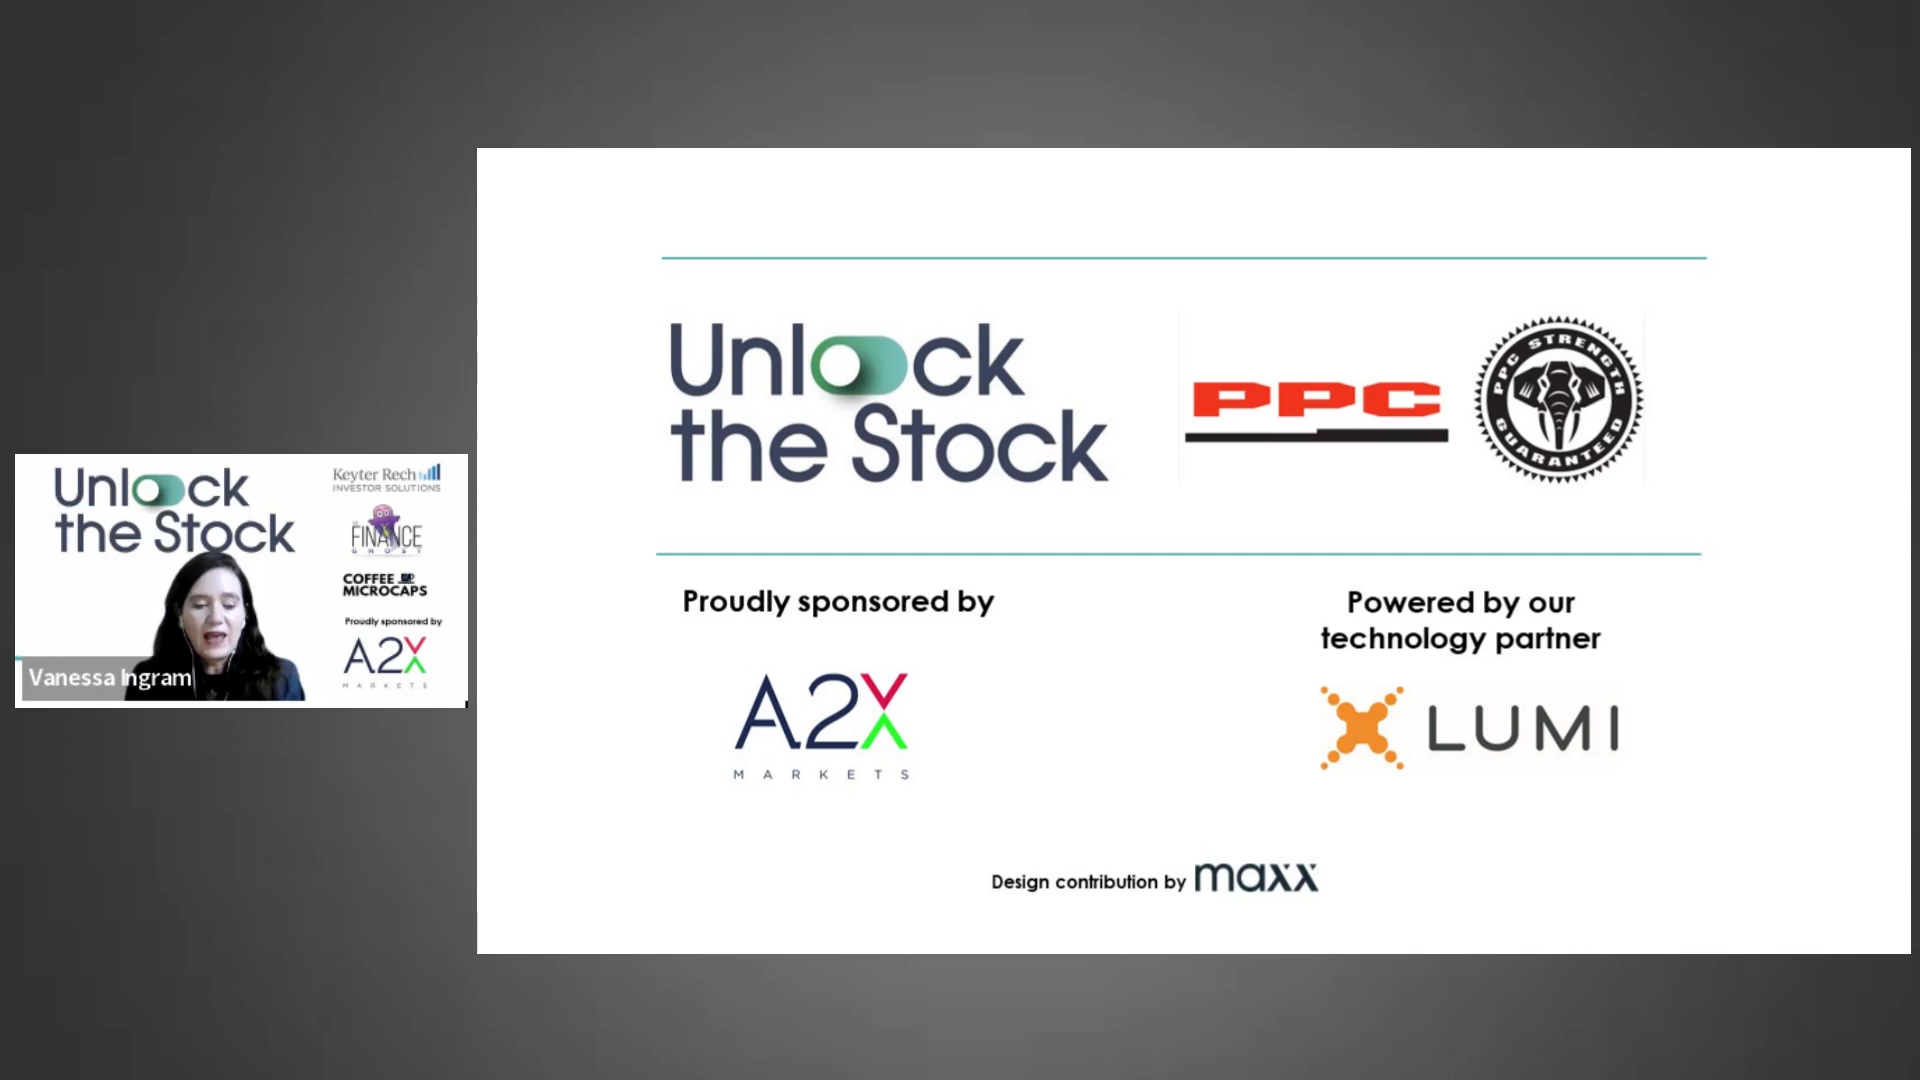 Unlock
the Stock
PPC
PPC STRENGTH
GUARANTEED
Proudly sponsored by
A2X
MARKETS
Powered by our
technology partner
LUMI
Design contribution by maxx
Unlock
the Stock
Keyter Rech
INVESTOR SOLUTIONS
FINANCE
GHOST
COFFEE
MICROCAPS
Proudly sponsored by
A2X
MARKETS
Vanessa Ingram